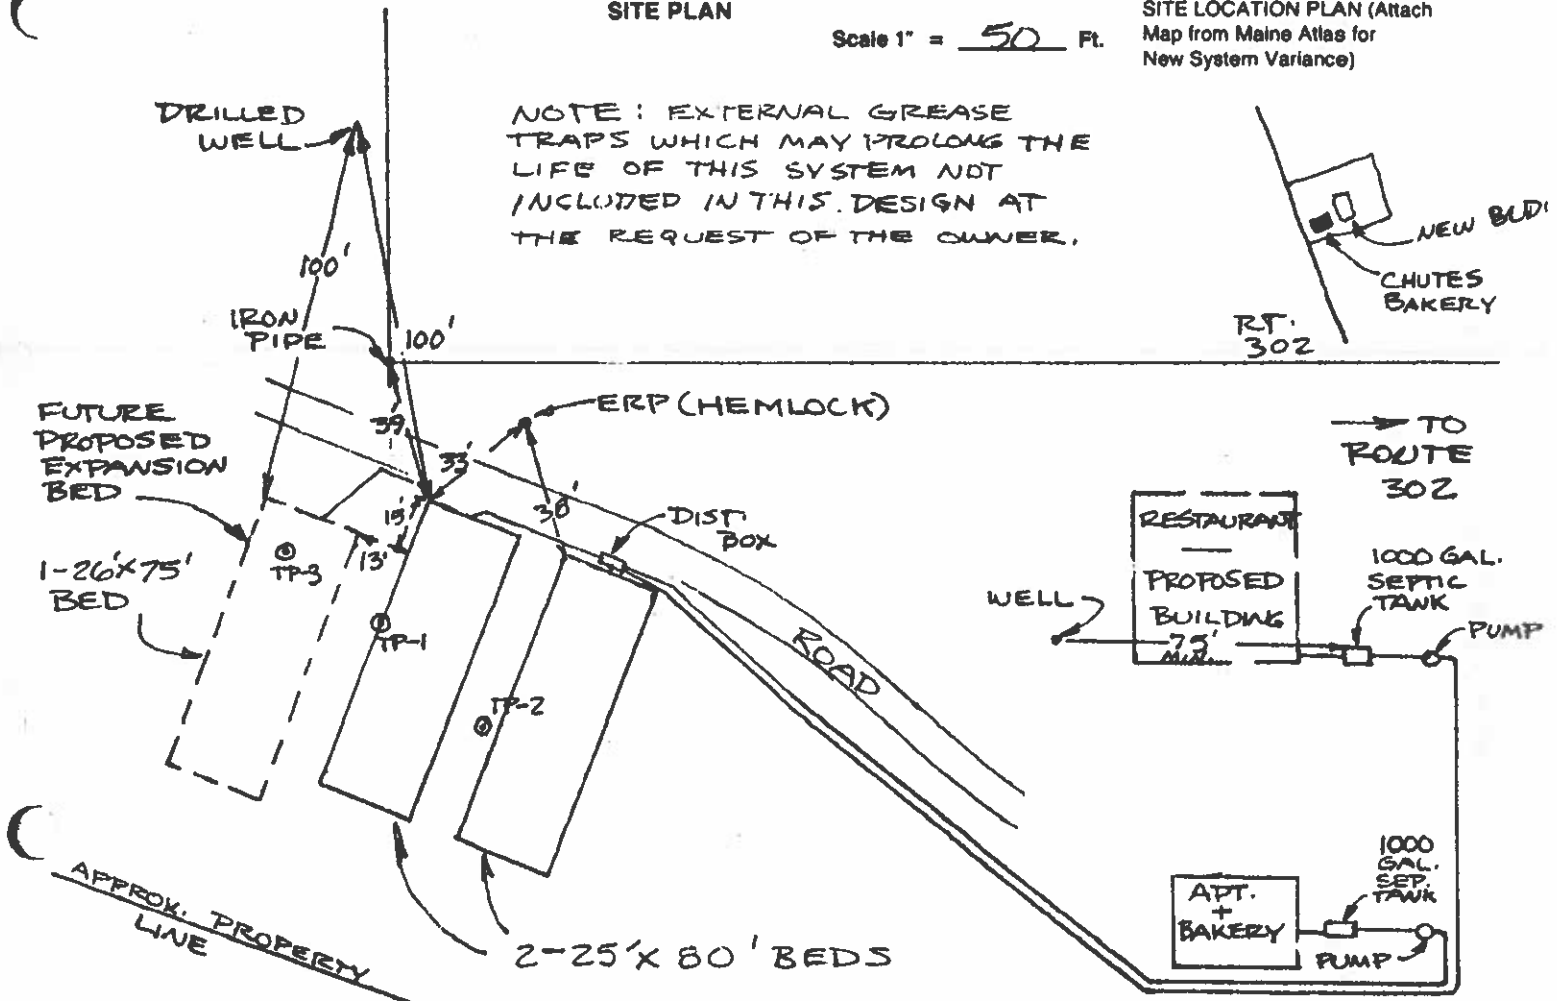 SITE PLAN
Scale 1" = 50 Ft.
SITE LOCATION PLAN (Attach
Map from Maine Atlas for
New System Variance)
DRILLED
WELL
NOTE: EXTERNAL GREASE
TRAPS WHICH MAY PROLONG THE
LIFE OF THIS SYSTEM NOT
INCLUDED IN THIS. DESIGN AT
THE REQUEST OF THE OWNER.
NEW BLD'
CHUTES
BAKERY
RT.
302
100'
IRON
PIPE
100'
FUTURE
PROPOSED
EXPANSION
BED
39'
ERP (HEMLOCK)
33'
TO
ROUTE
302
15'
13'
DIST.
BOX
TP-3
1-26'X75'
BED
TP-1
TP-2
ROAD
WELL
RESTAURANT
PROPOSED
BUILDING
75'
MIN.
1000 GAL.
SEPTIC
TANK
PUMP
APPROX. PROPERTY
LINE
2-25'X 80' BEDS
APT.
+
BAKERY
1000
GAL.
SEP.
TANK
PUMP